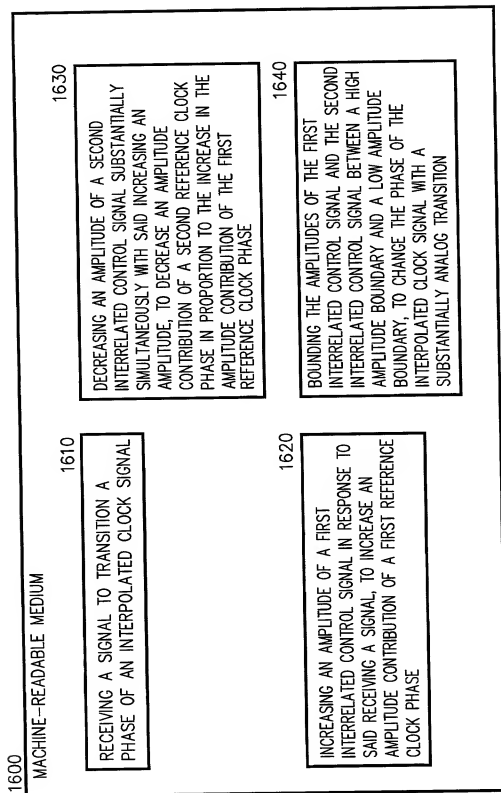 1600
MACHINE-READABLE MEDIUM
1610
RECEIVING A SIGNAL TO TRANSITION A
PHASE OF AN INTERPOLATED CLOCK SIGNAL
1620
INCREASING AN AMPLITUDE OF A FIRST
INTERRELATED CONTROL SIGNAL IN RESPONSE TO
SAID RECEIVING A SIGNAL, TO INCREASE AN
AMPLITUDE CONTRIBUTION OF A FIRST REFERENCE
CLOCK PHASE
1630
DECREASING AN AMPLITUDE OF A SECOND
INTERRELATED CONTROL SIGNAL SUBSTANTIALLY
SIMULTANEOUSLY WITH SAID INCREASING AN
AMPLITUDE, TO DECREASE AN AMPLITUDE
CONTRIBUTION OF A SECOND REFERENCE CLOCK
PHASE IN PROPORTION TO THE INCREASE IN THE
AMPLITUDE CONTRIBUTION OF THE FIRST
REFERENCE CLOCK PHASE
1640
BOUNDING THE AMPLITUDES OF THE FIRST
INTERRELATED CONTROL SIGNAL AND THE SECOND
INTERRELATED CONTROL SIGNAL BETWEEN A HIGH
AMPLITUDE BOUNDARY AND A LOW AMPLITUDE
BOUNDARY, TO CHANGE THE PHASE OF THE
INTERPOLATED CLOCK SIGNAL WITH A
SUBSTANTIALLY ANALOG TRANSITION